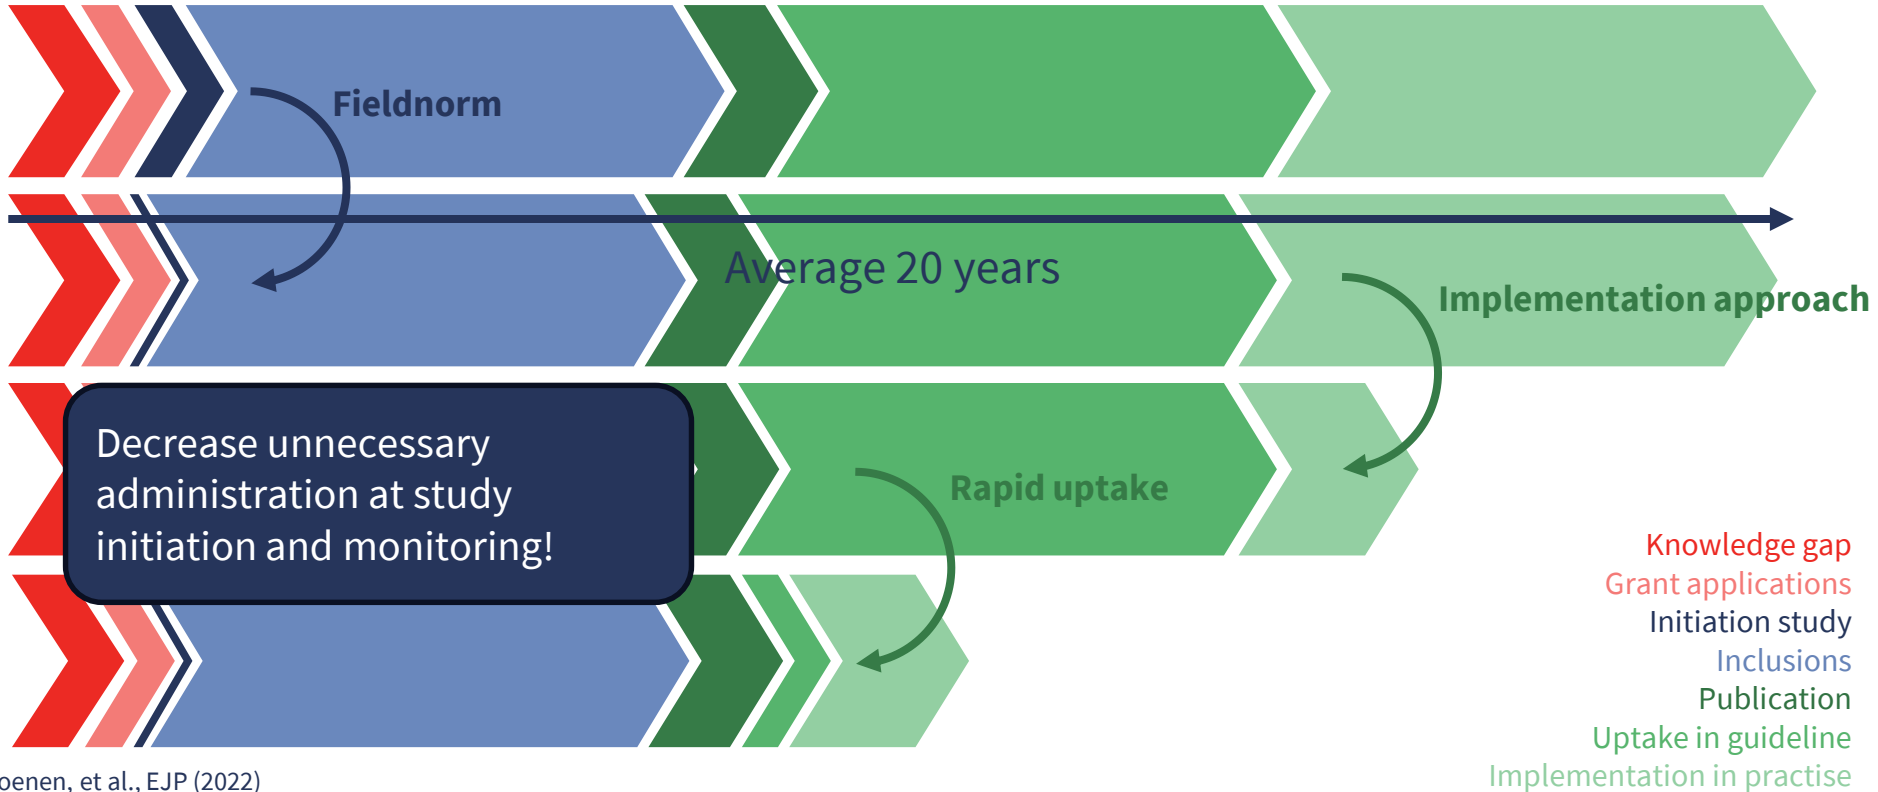 Fieldnorm
Average 20 years
Implementation approach
Decrease unnecessary
administration at study
initiation and monitoring!
Rapid uptake
Knowledge gap
Grant applications
Initiation study
Inclusions
Publication
Uptake in guideline
Implementation in practise
et al., EJP (2022)